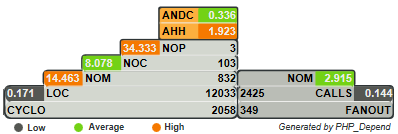 ANDC 0.336
AHH 1.923
34.333 NOP 3
8.078 NOC 103
14.463 NOM 832 NOM 2.915
0.171 LOC 12033 2425 CALLS 0.144
CYCLO 2058 349 FANOUT
Low Average High Generated by PHP_Depend